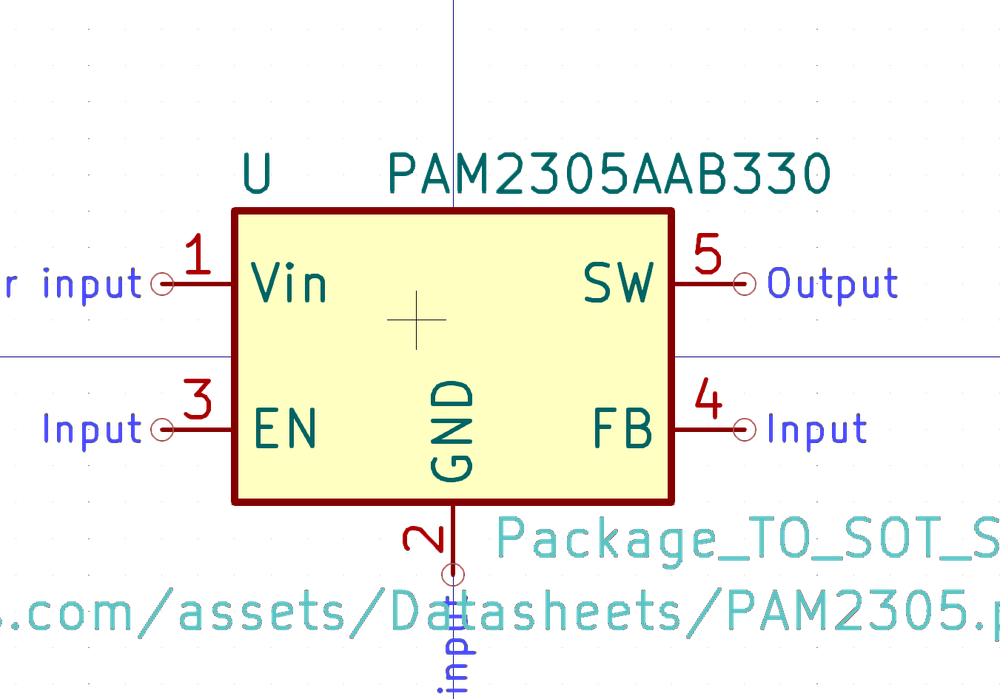 U PAM2305AAB330
1 5
r input Vin SW Output
3 4
Input EN GND FB Input
2
Package_TO_SOT_S
s.com/assets/Datasheets/PAM2305.p
input